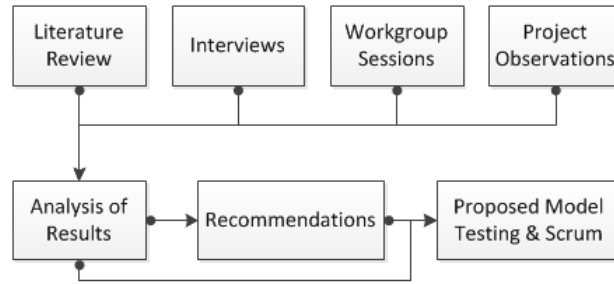 Literature
Review
Interviews
Workgroup
Sessions
Project
Observations
Analysis of
Results
Recommendations
Proposed Model
Testing & Scrum